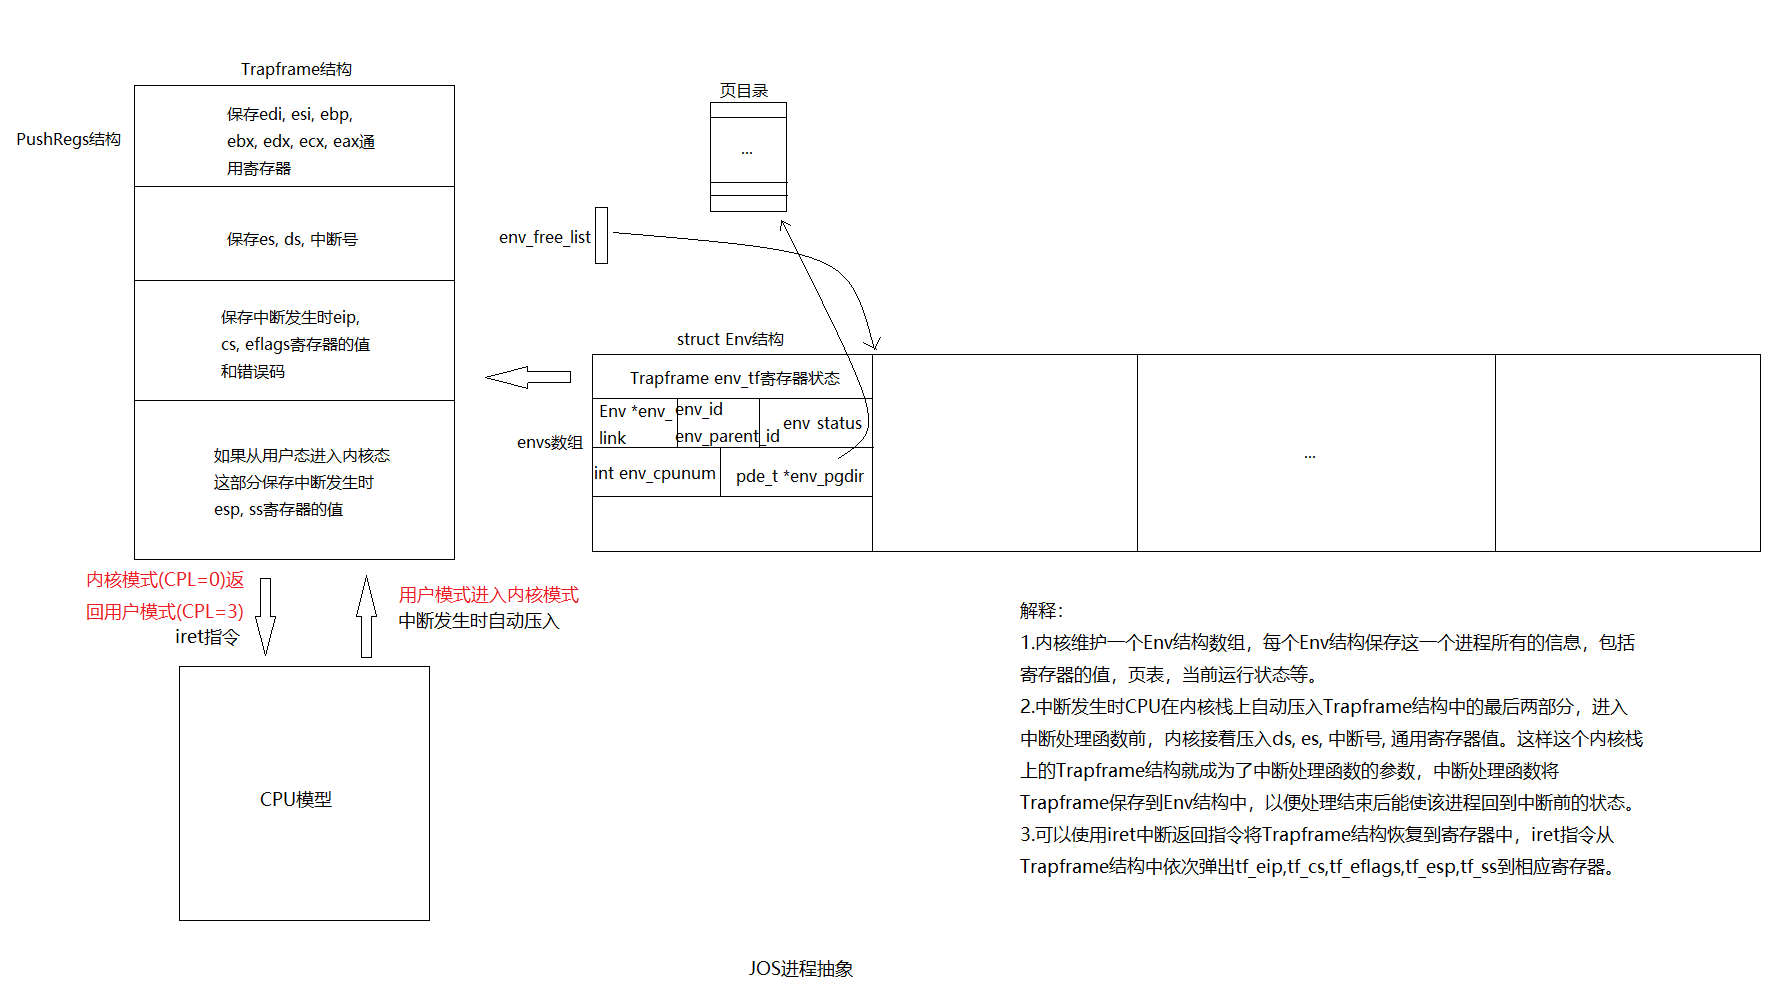 Trapframe结构
PushRegs结构
保存edi, esi, ebp,
ebx, edx, ecx, eax通
用寄存器
保存es, ds, 中断号
保存中断发生时eip,
cs, eflags寄存器的值
和错误码
如果从用户态进入内核态
这部分保存中断发生时
esp, ss寄存器的值
页目录
...
env_free_list
struct Env结构
Trapframe env_tf寄存器状态
Env *env_
link
env_id
env_parent_id
env status
envs数组
int env_cpunum
pde_t *env_pgdir
...
内核模式(CPL=0)返
回用户模式(CPL=3)
iret指令
用户模式进入内核模式
中断发生时自动压入
CPU模型
解释：
1.内核维护一个Env结构数组，每个Env结构保存这一个进程所有的信息，包括
寄存器的值，页表，当前运行状态等。
2.中断发生时CPU在内核栈上自动压入Trapframe结构中的最后两部分，进入
中断处理函数前，内核接着压入ds, es, 中断号, 通用寄存器值。这样这个内核栈
上的Trapframe结构就成为了中断处理函数的参数，中断处理函数将
Trapframe保存到Env结构中，以便处理结束后能使该进程回到中断前的状态。
3.可以使用iret中断返回指令将Trapframe结构恢复到寄存器中，iret指令从
Trapframe结构中依次弹出tf_eip,tf_cs,tf_eflags,tf_esp,tf_ss到相应寄存器。
JOS进程抽象